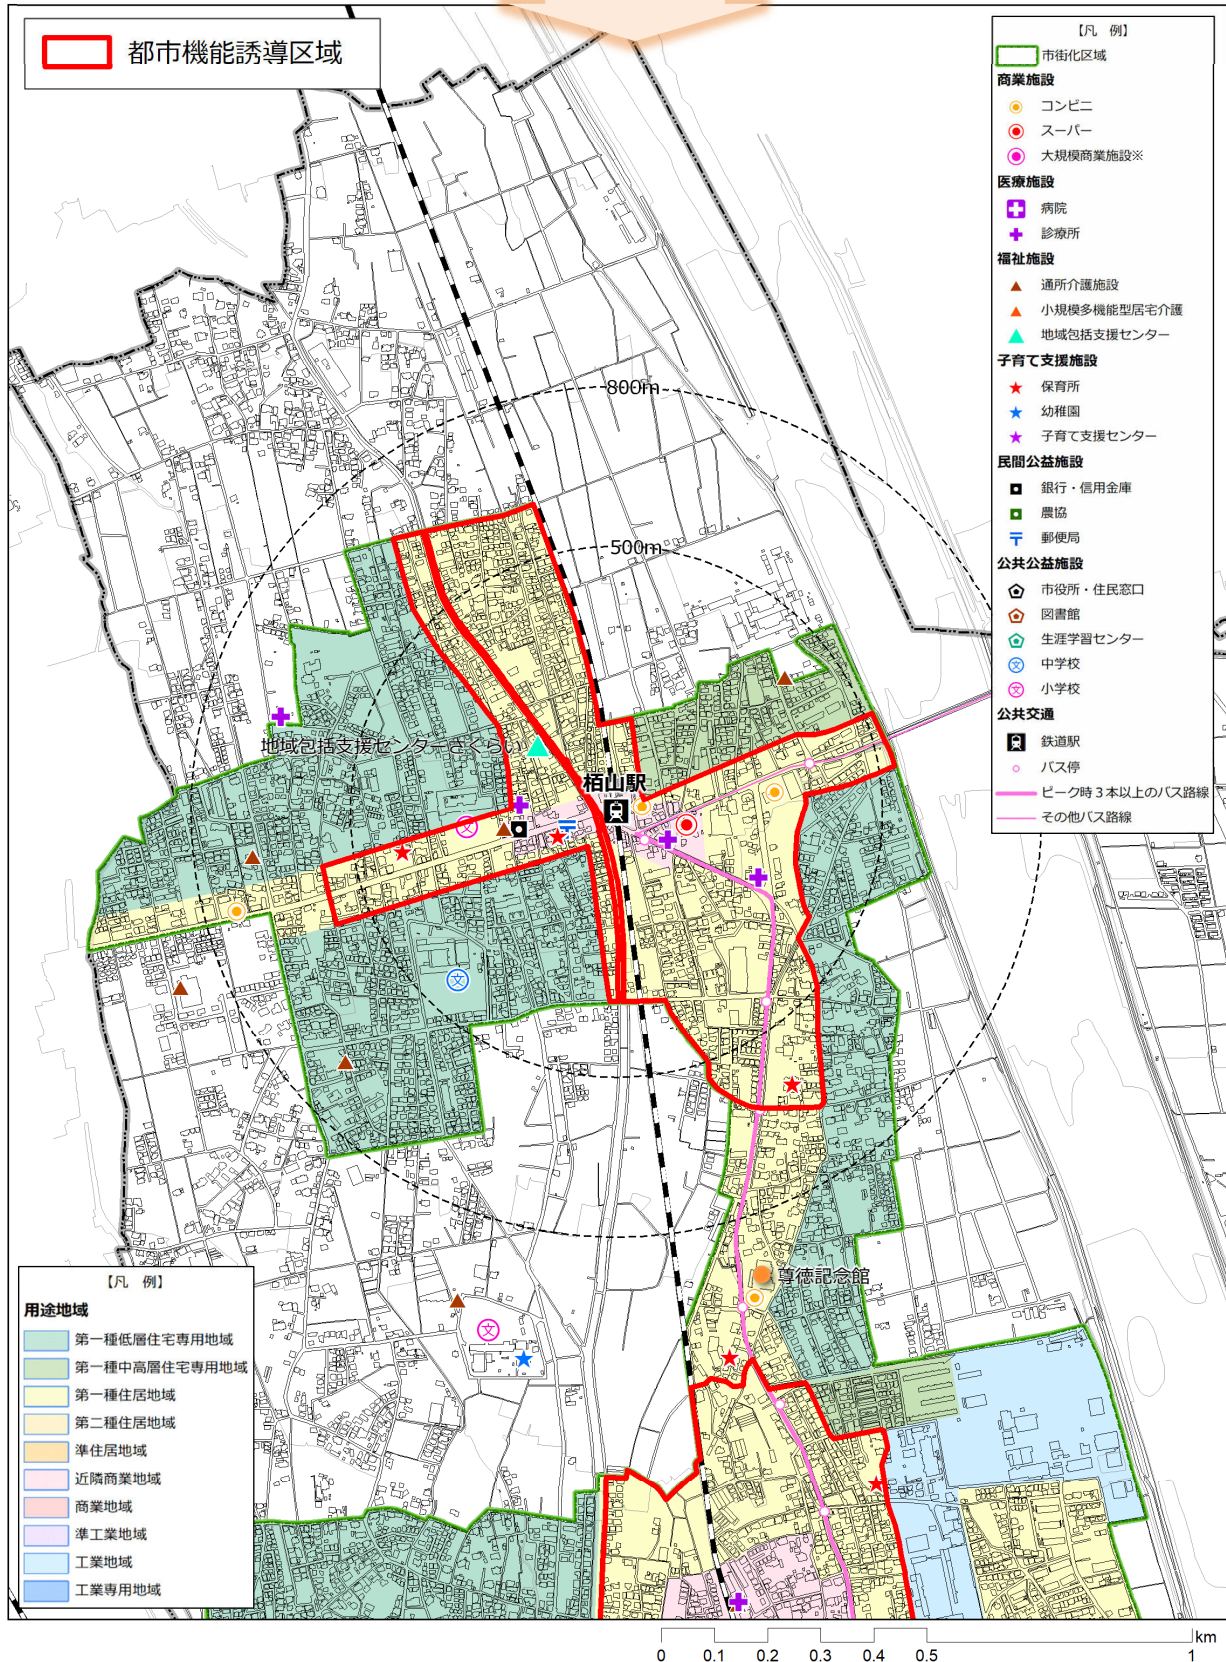 都市機能誘導区域
【凡 例】
市街化区域
商業施設
コンビニ
スーパー
大規模商業施設※
医療施設
病院
診療所
福祉施設
通所介護施設
小規模多機能型居宅介護
地域包括支援センター
子育て支援施設
保育所
幼稚園
子育て支援センター
民間公益施設
銀行・信用金庫
農協
郵便局
公共公益施設
市役所・住民窓口
図書館
生涯学習センター
文 中学校
文 小学校
公共交通
鉄道駅
バス停
ピーク時３本以上のバス路線
その他バス路線
800m
500m
地域包括支援センターさくらい
栢山駅
文
文
尊徳記念館
文
【凡 例】
用途地域
第一種低層住宅専用地域
第一種中高層住宅専用地域
第一種住居地域
第二種住居地域
準住居地域
近隣商業地域
商業地域
準工業地域
工業地域
工業専用地域
km
0 0.1 0.2 0.3 0.4 0.5 1